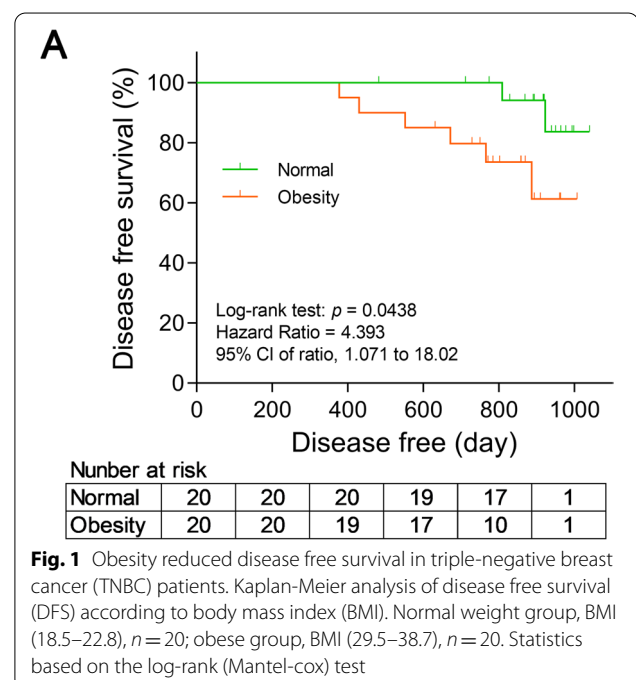 A
Disease free survival (%)
100
80
60
40
20
0
Normal
Obesity
Log-rank test: p = 0.0438
Hazard Ratio = 4.393
95% CI of ratio, 1.071 to 18.02
0 200 400 600 800 1000
Disease free (day)
Nunber at risk
Normal 20 20 20 19 17 1
Obesity 20 20 19 17 10 1
Fig. 1 Obesity reduced disease free survival in triple-negative breast
cancer (TNBC) patients. Kaplan-Meier analysis of disease free survival
(DFS) according to body mass index (BMI). Normal weight group, BMI
(18.5–22.8), n = 20; obese group, BMI (29.5–38.7), n = 20. Statistics
based on the log-rank (Mantel-cox) test